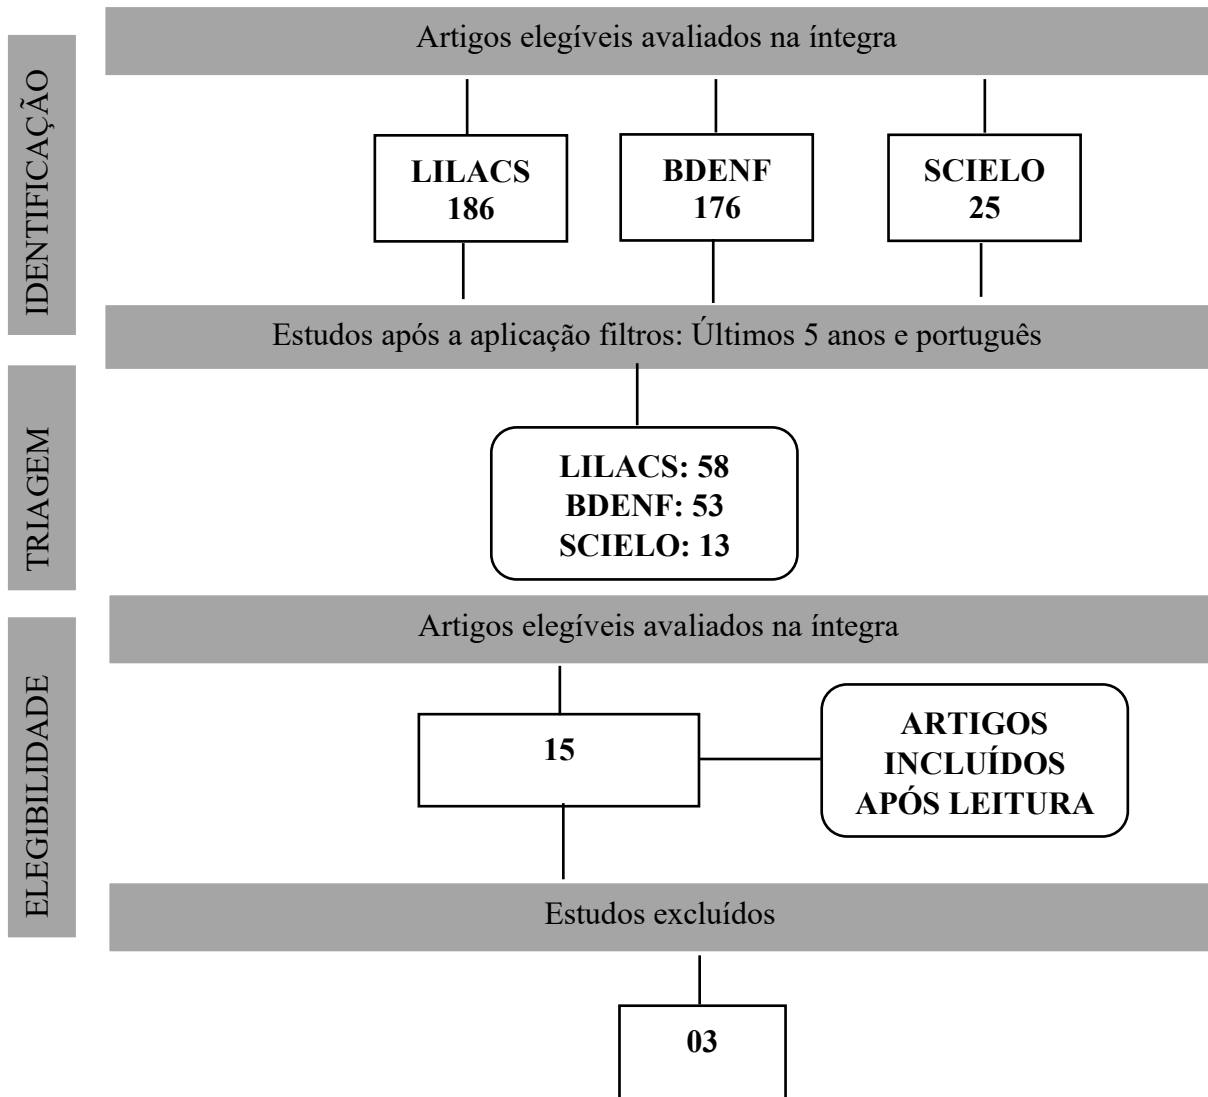 Artigos elegíveis avaliados na íntegra
IDENTIFICAÇÃO
LILACS
186
BDENF
176
SCIELO
25
Estudos após a aplicação filtros: Últimos 5 anos e português
TRIAGEM
LILACS: 58
BDENF: 53
SCIELO: 13
Artigos elegíveis avaliados na íntegra
ELEGIBILIDADE
15
ARTIGOS
INCLUÍDOS
APÓS LEITURA
Estudos excluídos
03